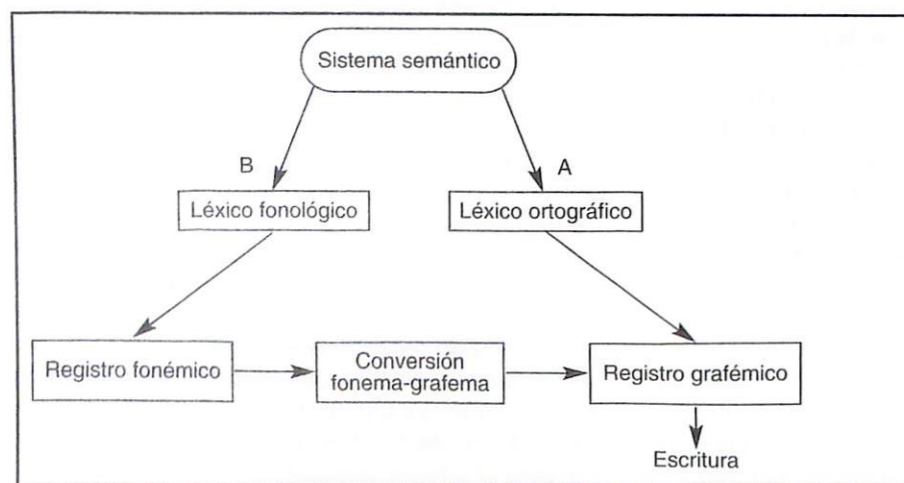 Sistema semántico
B
A
Léxico fonológico
Léxico ortográfico
Registro fonémico
Conversión
fonema-grafema
Registro grafémico
Escritura